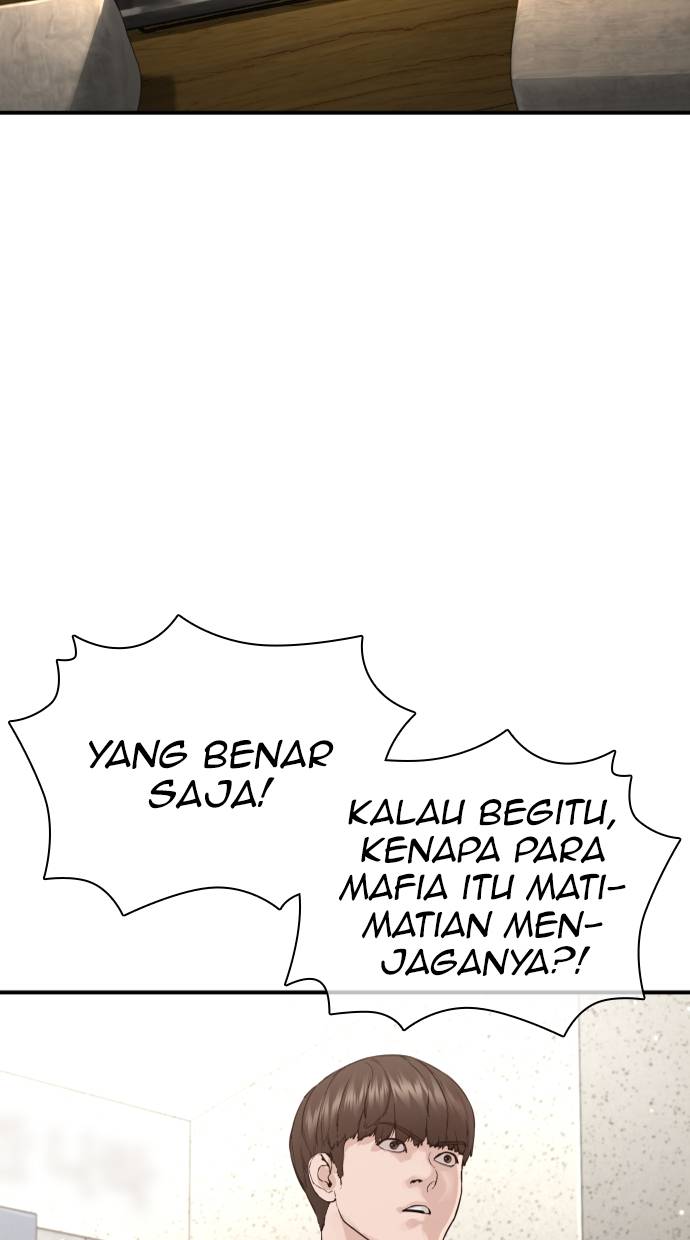 YANG BENAR
SAJA!
KALAU BEGITU,
KENAPA PARA
MAFIA ITU MATI-
MATIAN MEN-
JAGANYA?!